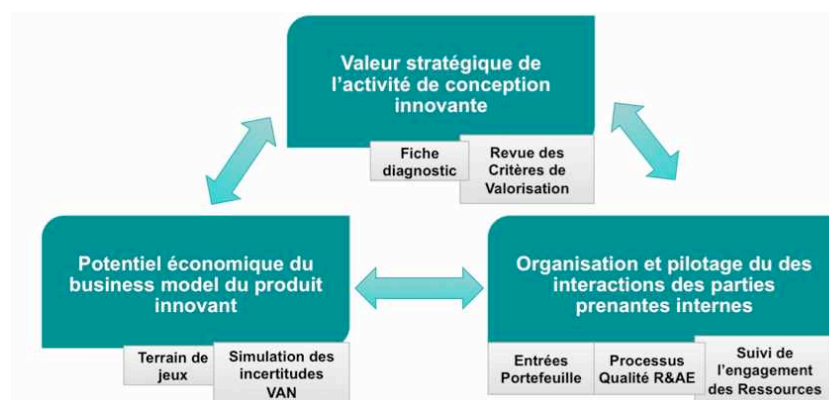 Valeur stratégique de
l'activité de conception
innovante
Fiche
diagnostic
Revue des
Critères de
Valorisation
Potentiel économique du
business model du produit
innovant
Terrain de
jeux
Simulation des
incertitudes
VAN
Organisation et pilotage du des
interactions des parties
prenantes internes
Entrées
Portefeuille
Processus
Qualité R&AE
Suivi de
l'engagement
des Ressources